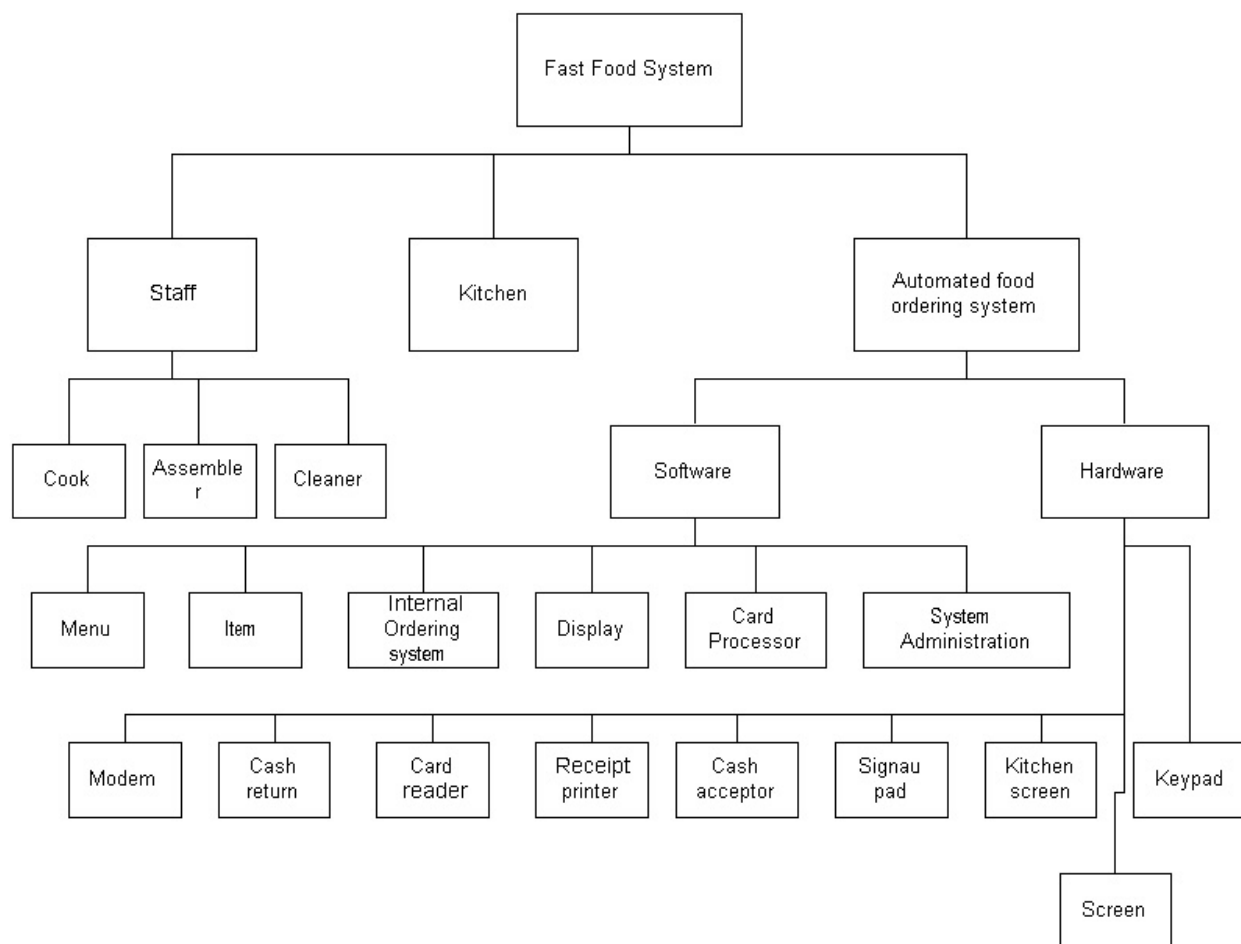 Fast Food System
Staff
Kitchen
Automated food
ordering system
Cook
Assemble
r
Cleaner
Software
Hardware
Menu
Item
Internal
Ordering
system
Display
Card
Processor
System
Administration
Modem
Cash
return
Card
reader
Receipt
printer
Cash
acceptor
Signau
pad
Kitchen
screen
Keypad
Screen